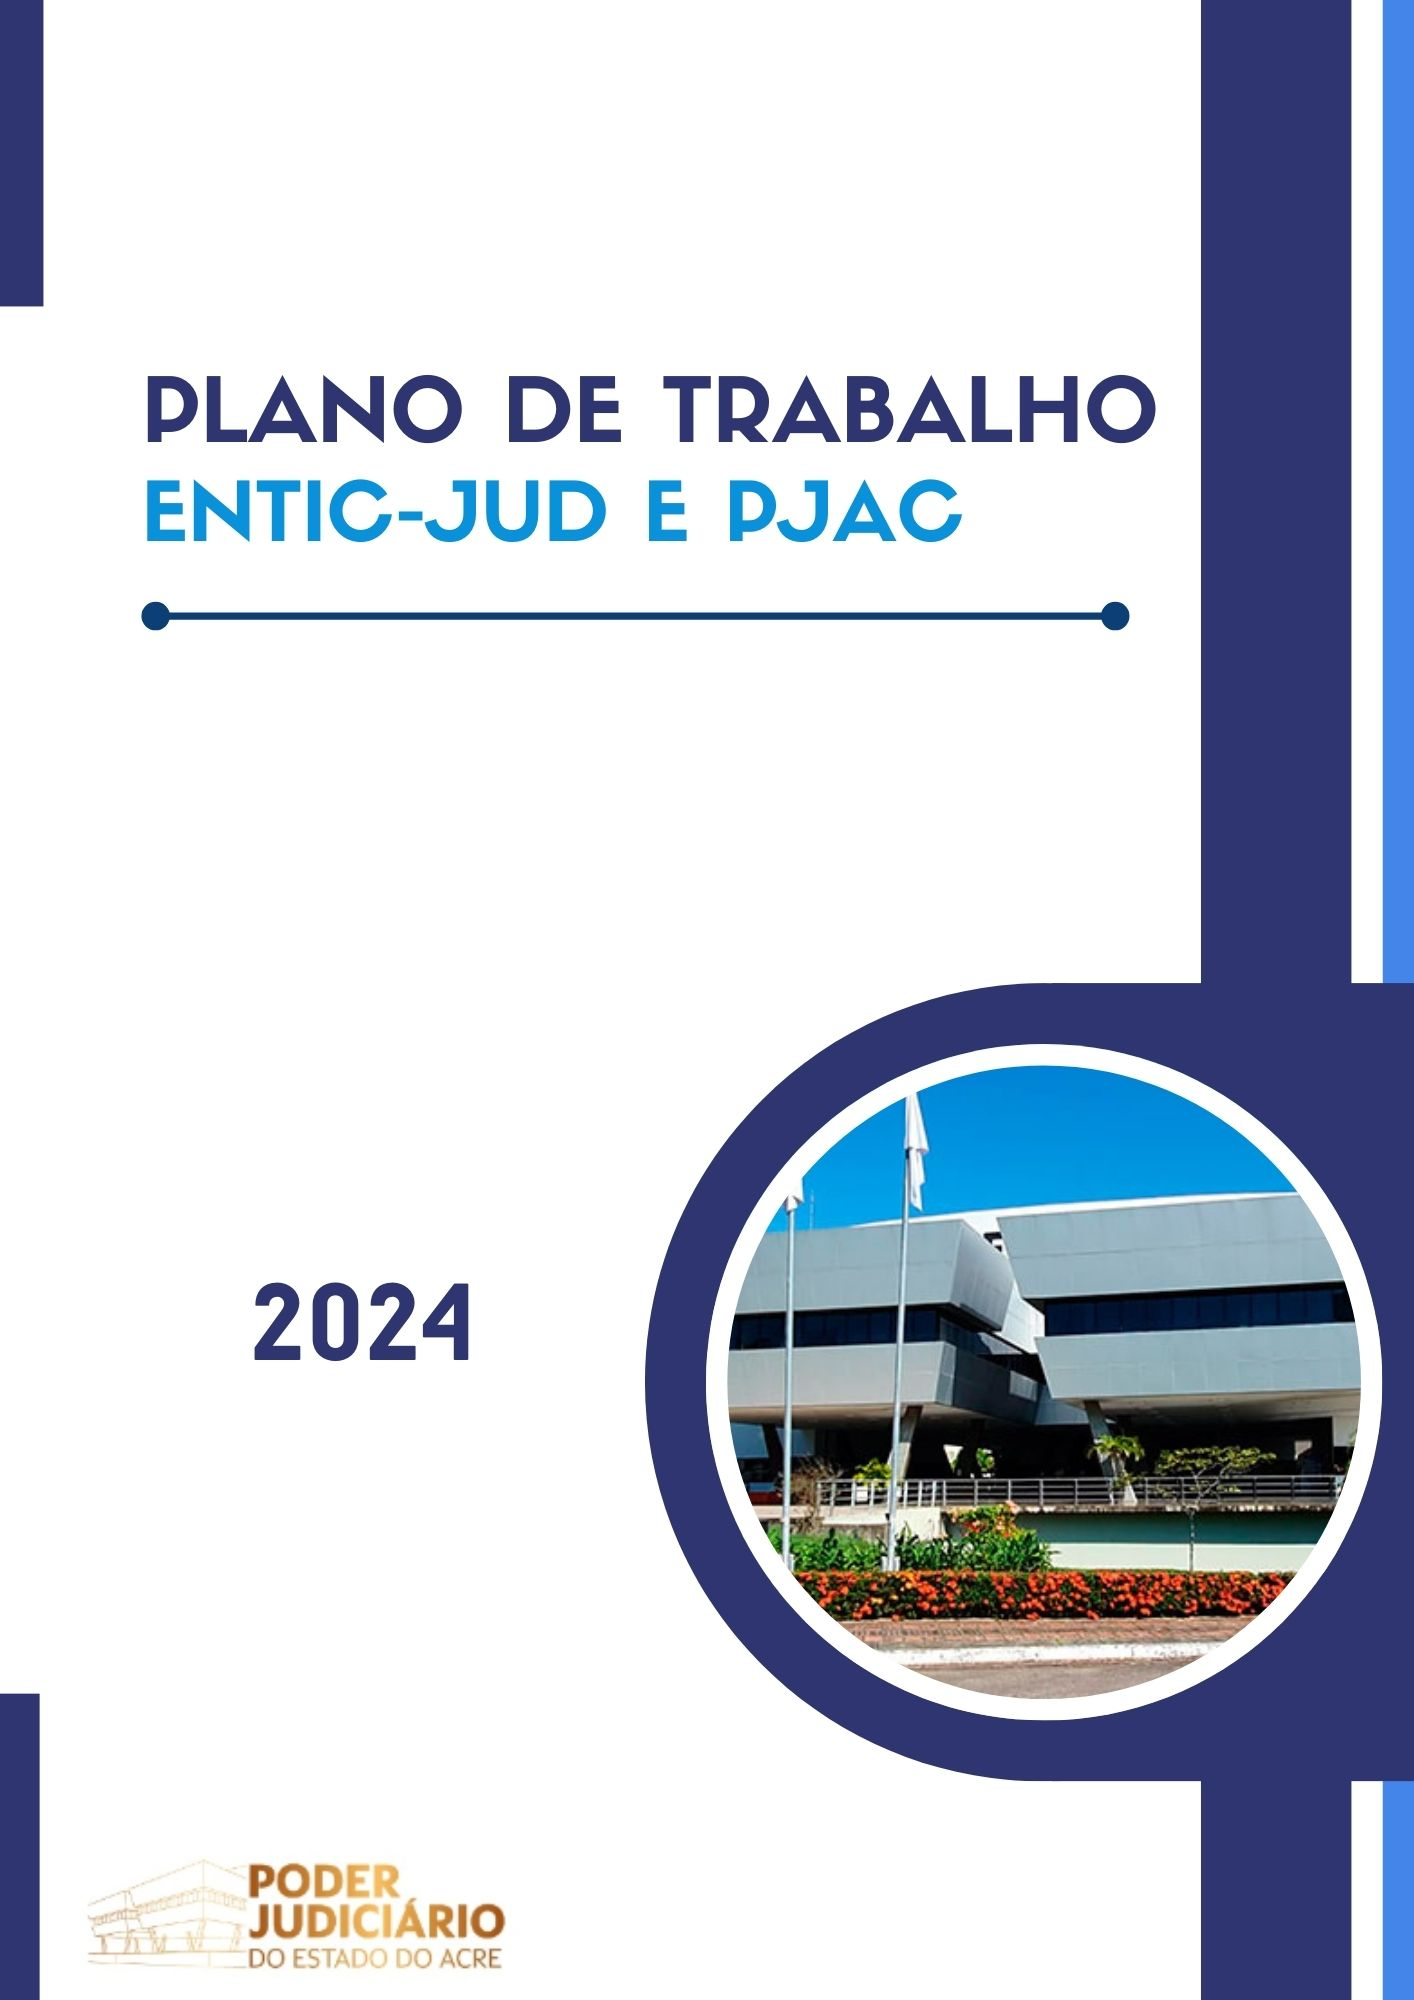 PLANO DE TRABALHO
ENTIC-JUD E PJAC
2024
PODER
JUDICIÁRIO
DO ESTADO DO ACRE